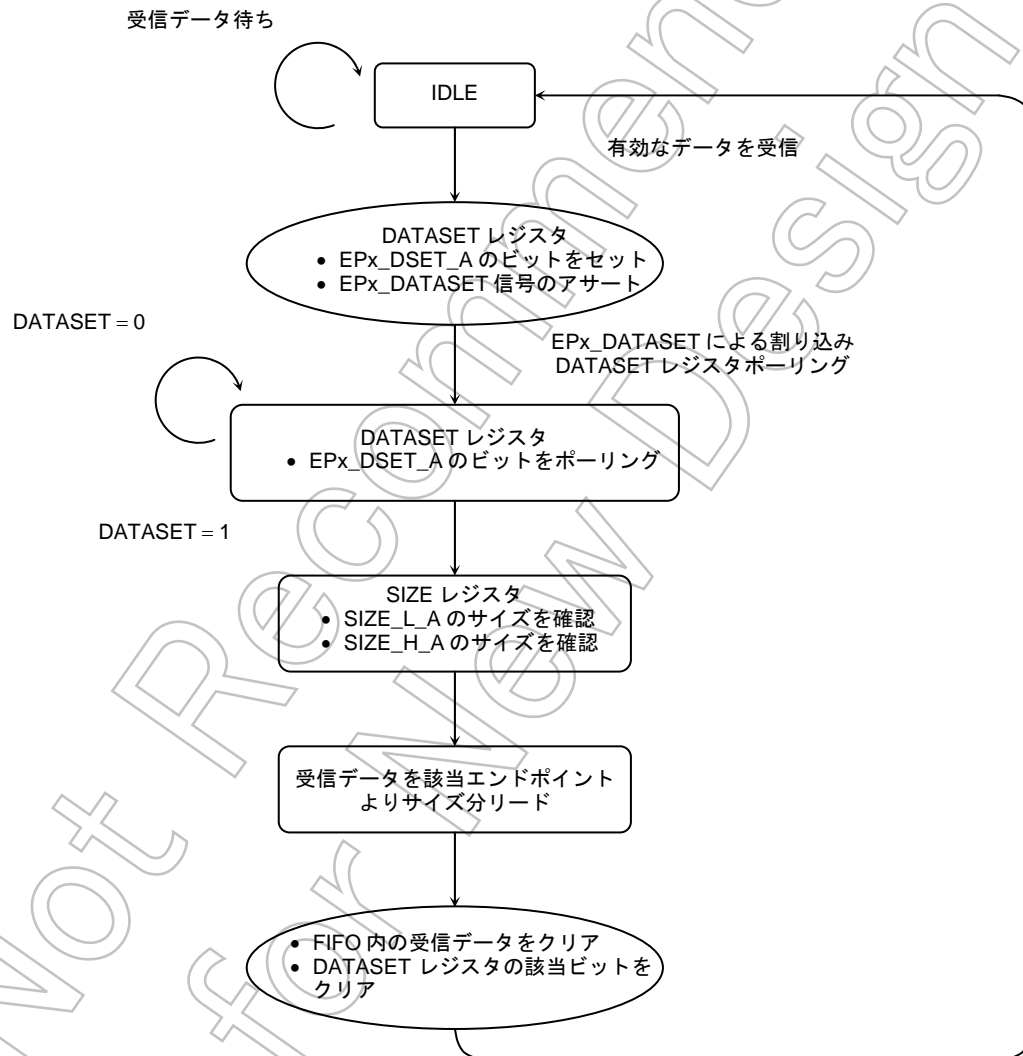 受信データ待ち
IDLE
有効なデータを受信
DATASET レジスタ
• EPx_DSET_A のビットをセット
• EPx_DATASET 信号のアサート
DATASET = 0
EPx_DATASET による割り込み
DATASET レジスタポーリング
DATASET レジスタ
• EPx_DSET_A のビットをポーリング
DATASET = 1
SIZE レジスタ
• SIZE_L_A のサイズを確認
• SIZE_H_A のサイズを確認
受信データを該当エンドポイント
よりサイズ分リード
• FIFO 内の受信データをクリア
• DATASET レジスタの該当ビットを
クリア
Not Recommen
for New Design